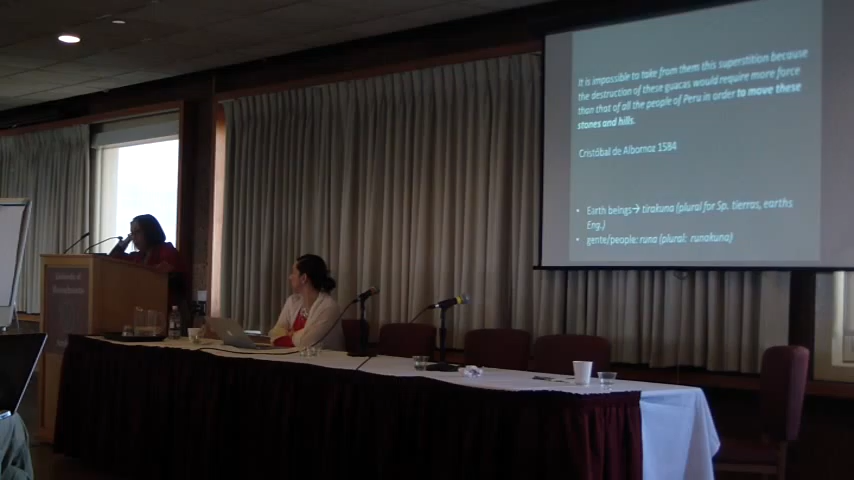 It is impossible to take from them this superstition because
the destruction of these guacas would require more force
than that of all the people of Peru in order to move these
stones and hills.
Cristóbal de Albornoz 1584
• Earth beings→ tirakuna (plural for Sp. tierras, earths
Eng.)
• gente/people: runa (plural: runakuna)
University of